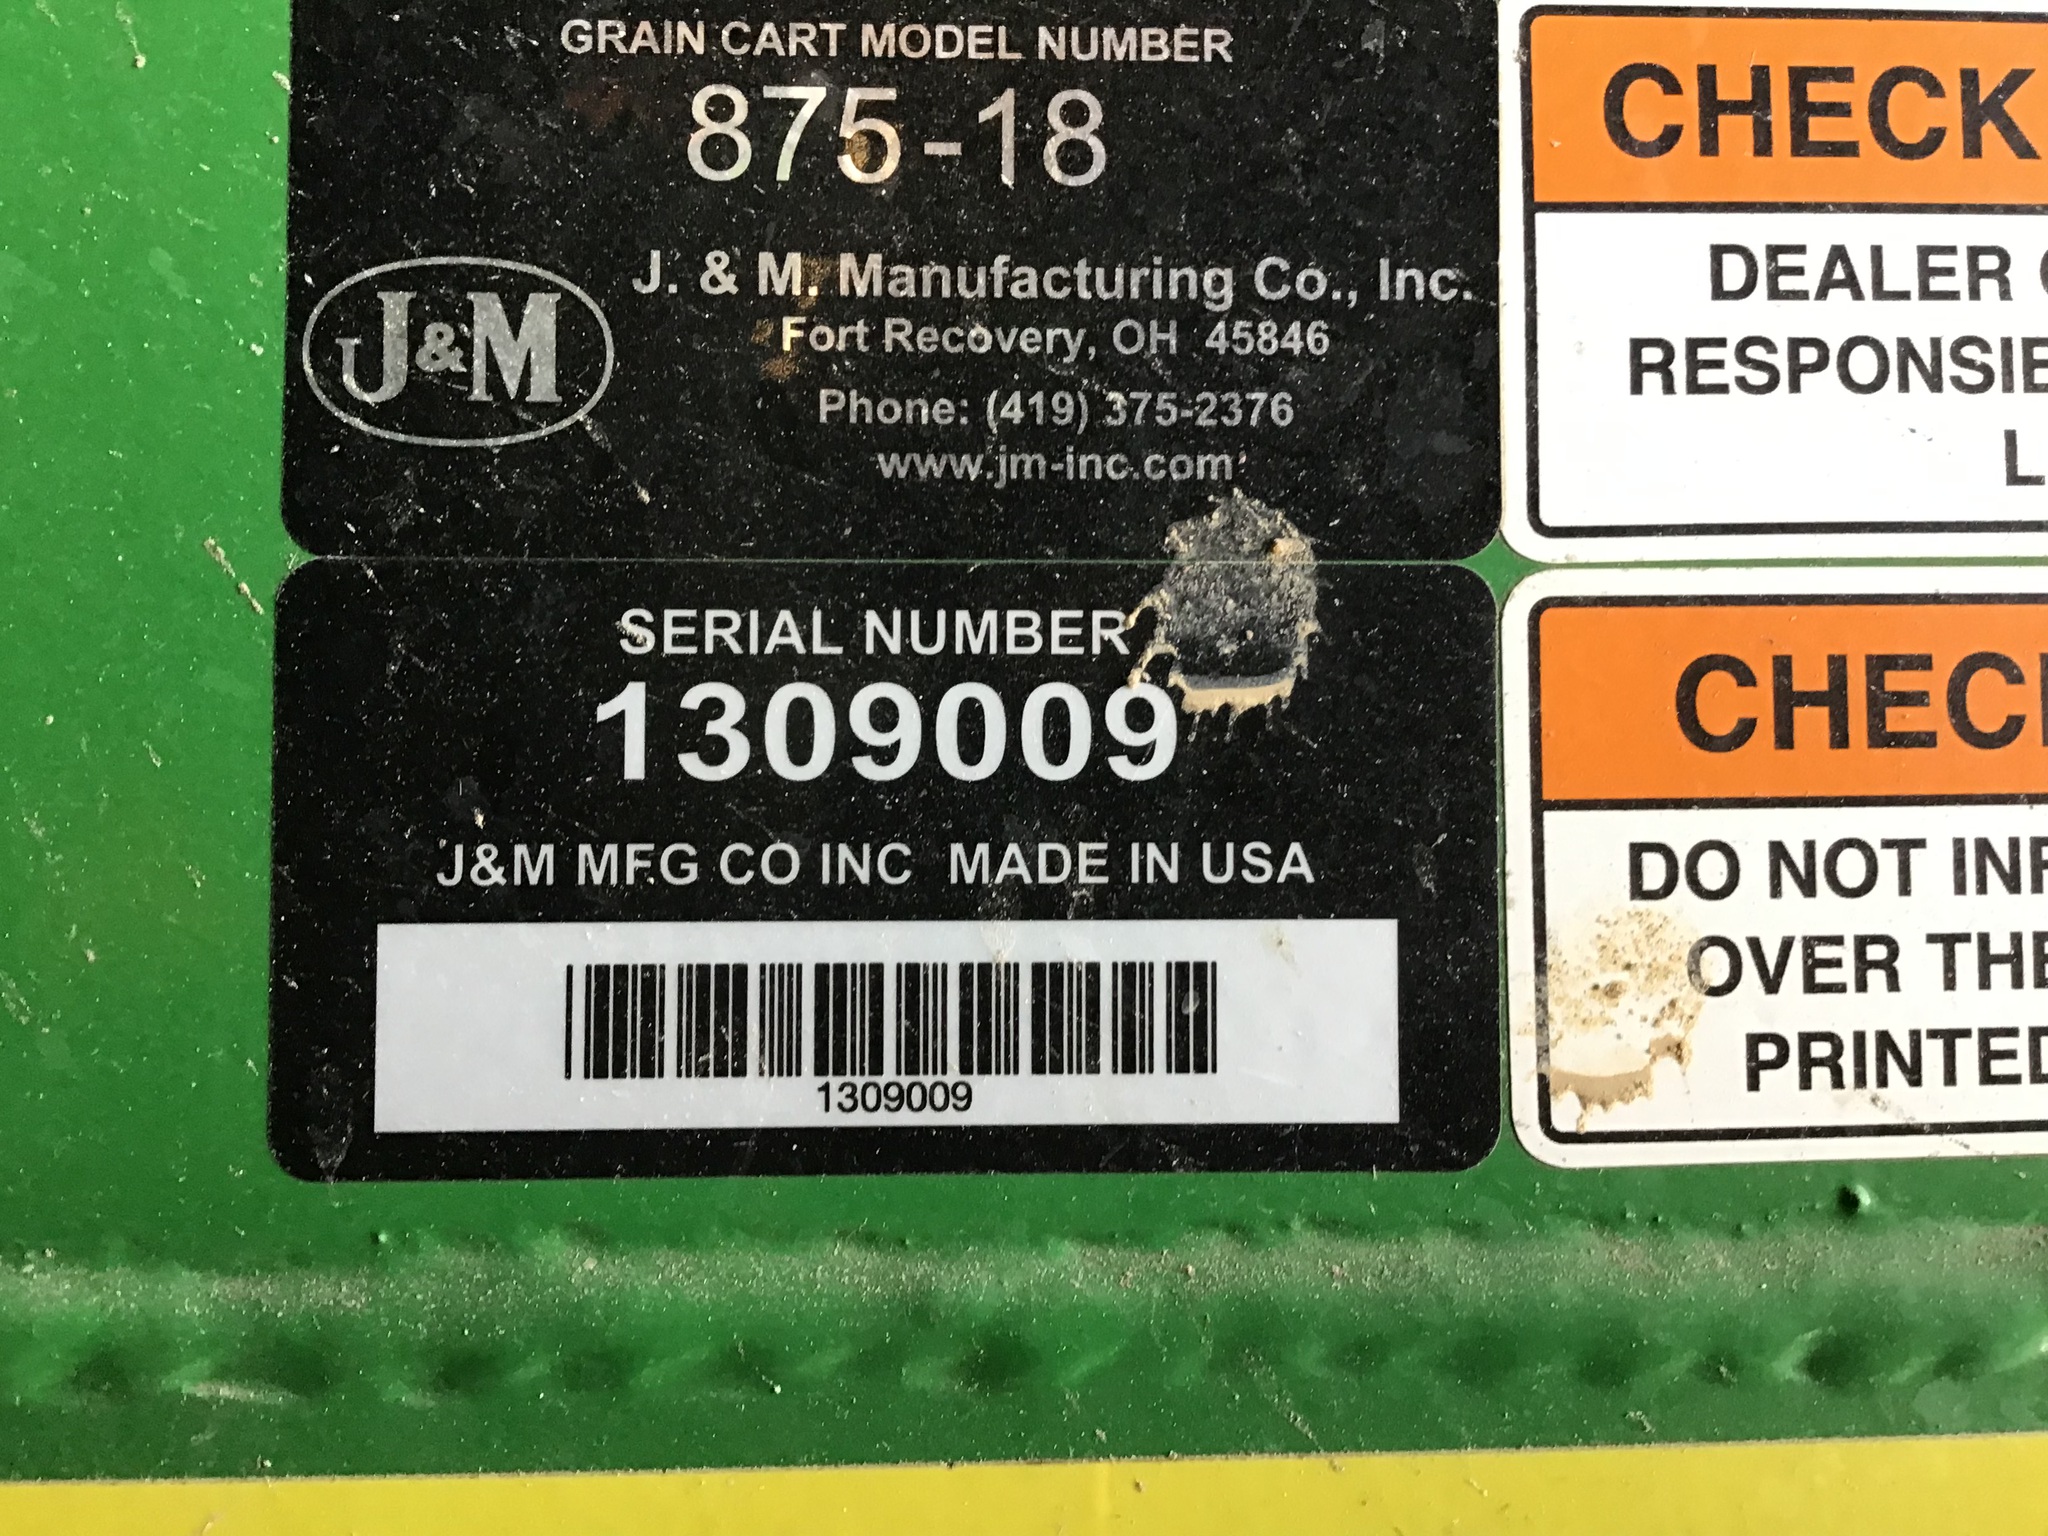 GRAIN CART MODEL NUMBER
875-18
J&M
J. & M. Manufacturing Co., Inc.
Fort Recovery, OH 45846
Phone: (419) 375-2376
www.jm-inc.com
SERIAL NUMBER
1309009
J&M MFG CO INC MADE IN USA
1309009
CHECK
DEALER
RESPONSIB
L
CHECK
DO NOT INF
OVER THE
PRINTED